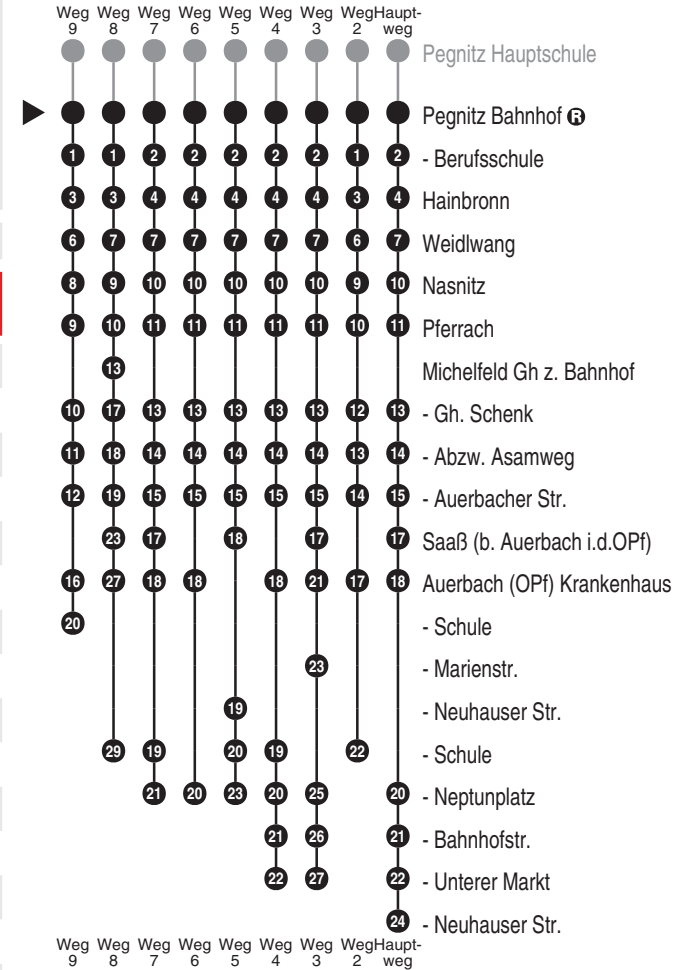 Weg Weg Weg Weg Weg Weg Weg Weg Haupt-
9 8 7 6 5 4 3 2 weg
Pegnitz Hauptschule
Pegnitz Bahnhof R
1 1 2 2 2 2 2 1 2 - Berufsschule
3 3 4 4 4 4 4 3 4 Hainbronn
6 7 7 7 7 7 7 6 7 Weidlwang
8 9 10 10 10 10 10 9 10 Nasnitz
9 10 11 11 11 11 11 10 11 Pferrach
13 Michelfeld Gh z. Bahnhof
10 17 13 13 13 13 13 12 13 - Gh. Schenk
11 18 14 14 14 14 14 13 14 - Abzw. Asamweg
12 19 15 15 15 15 15 14 15 - Auerbacher Str.
23 17 18 17 17 Saaß (b. Auerbach i.d.OPf)
16 27 18 18 18 21 17 18 Auerbach (OPf) Krankenhaus
20 - Schule
23 - Marienstr.
19 - Neuhauser Str.
29 19 20 19 22 - Schule
21 20 23 20 25 20 - Neptunplatz
21 26 21 - Bahnhofstr.
22 27 22 - Unterer Markt
24 - Neuhauser Str.
Weg Weg Weg Weg Weg Weg Weg Weg Haupt-
9 8 7 6 5 4 3 2 weg